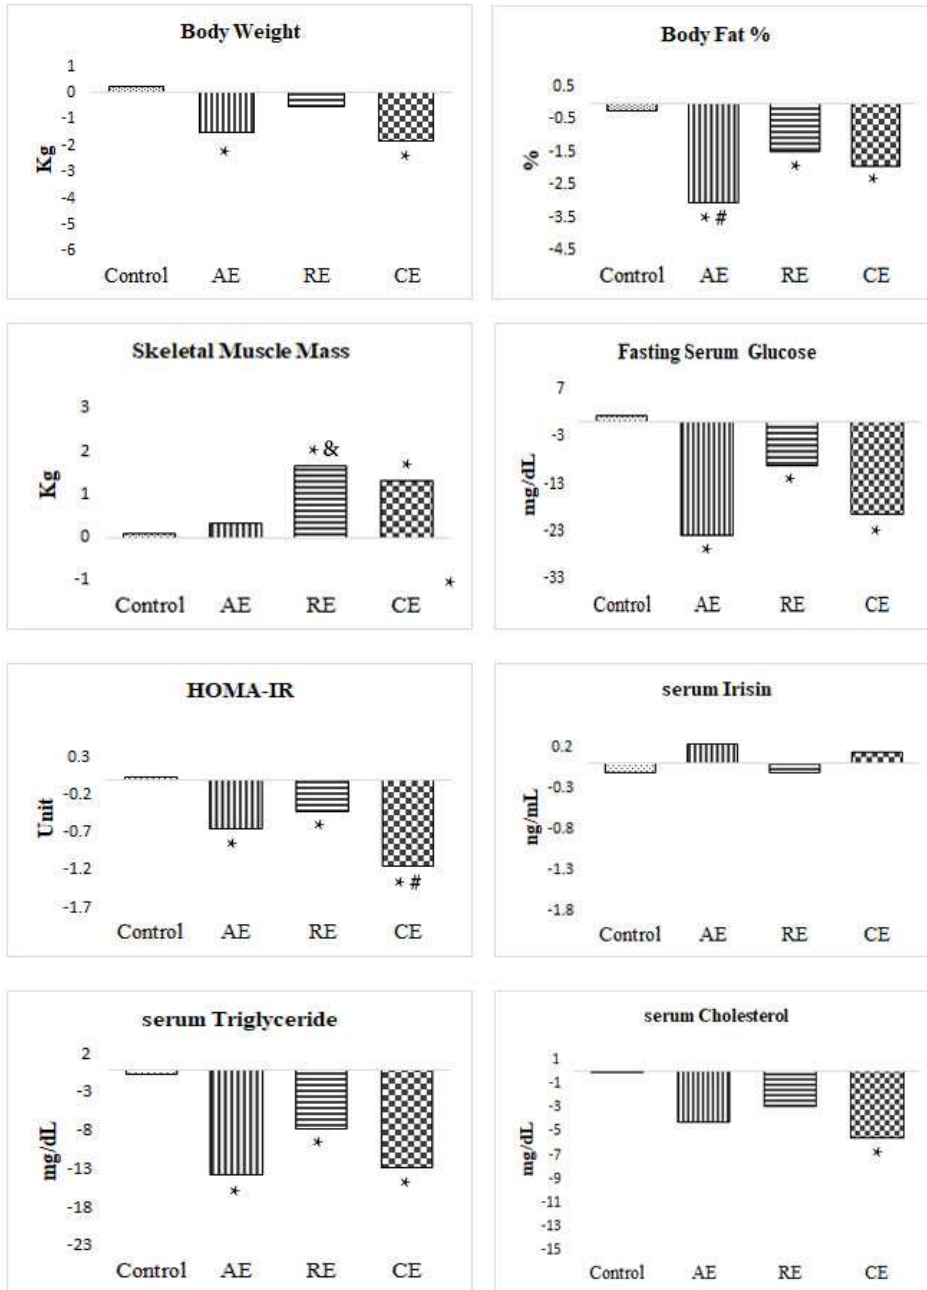 Body Weight
1
0
-1
-2
-3
-4
-5
-6
Kg
*
*
Control AE RE CE
Body Fat %
0.5
-0.5
-1.5
-2.5
-3.5
-4.5
%
* #
*
*
Control AE RE CE
Skeletal Muscle Mass
3
2
1
0
-1
Kg
* &
*
*
Control AE RE CE
Fasting Serum Glucose
7
-3
-13
-23
-33
mg/dL
*
*
*
Control AE RE CE
HOMA-IR
0.3
-0.2
-0.7
-1.2
-1.7
Unit
*
*
* #
Control AE RE CE
serum Irisin
0.2
-0.3
-0.8
-1.3
-1.8
ng/mL
Control AE RE CE
serum Triglyceride
2
-3
-8
-13
-18
-23
mg/dL
*
*
*
Control AE RE CE
serum Cholesterol
1
-1
-3
-5
-7
-9
-11
-13
-15
mg/dL
*
Control AE RE CE